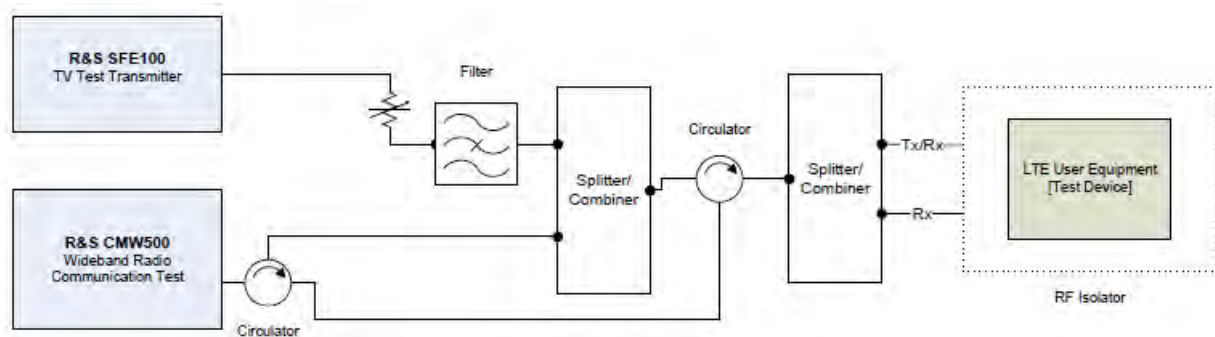 R&S SFE100
TV Test Transmitter
Filter
Circulator
Splitter/
Combiner
Splitter/
Combiner
Tx/Rx
Rx
LTE User Equipment
[Test Device]
R&S CMW500
Wideband Radio
Communication Test
Circulator
RF Isolator